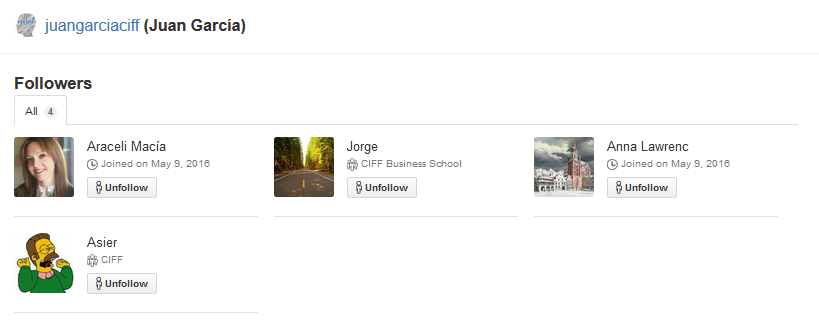 juangarciaciff (Juan García)
Followers
All 4
Araceli Macía
Joined on May 9, 2016
Unfollow
Jorge
CIFF Business School
Unfollow
Anna Lawrenc
Joined on May 9, 2016
Unfollow
Asier
CIFF
Unfollow